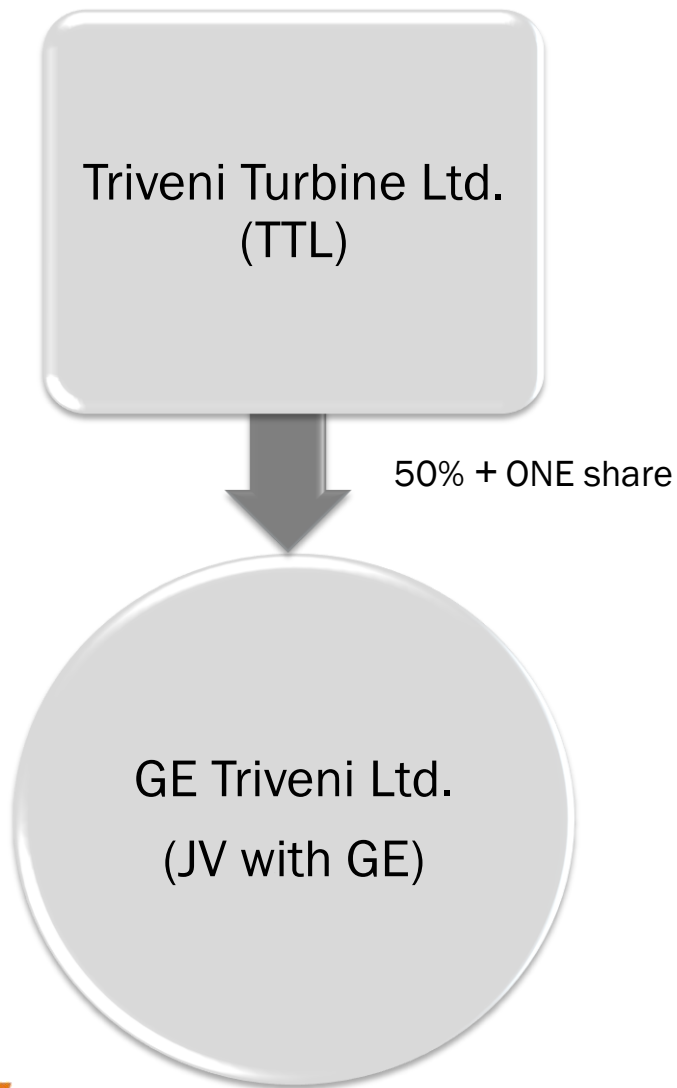 Triveni Turbine Ltd.
(TTL)
50% + ONE share
GE Triveni Ltd.
(JV with GE)